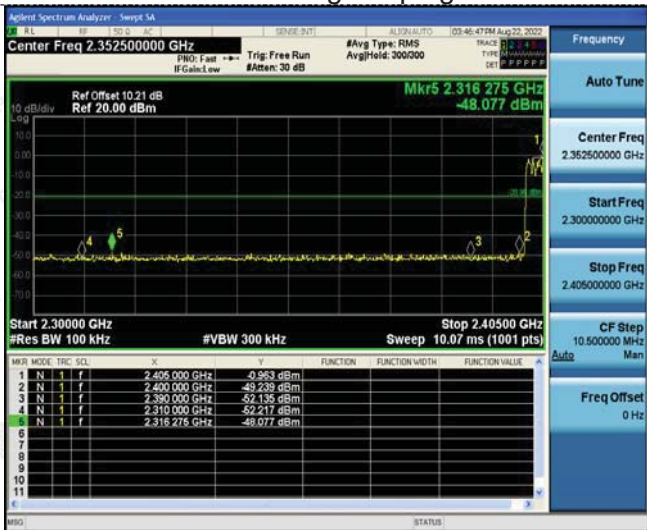 Agilent Spectrum Analyzer - Swept SA
RL RF 50 Ω AC SENSE:INT ALIGN AUTO 03:46:47 PM Aug 22, 2022
Center Freq 2.352500000 GHz
PNO: Fast
IFGain:Low
Trig: Free Run
#Atten: 30 dB
#Avg Type: RMS
Avg|Hold: 300/300
TRACE 1 2 3 4 5 6
TYPE
DET P P P P P P
Frequency
Ref Offset 10.21 dB
Ref 20.00 dBm
10 dB/div
Log
Mkr5 2.316 275 GHz
-48.077 dBm
Auto Tune
10.0
0.00
-10.0
-20.0
-30.0
-40.0
-50.0
-60.0
-70.0
1
2
3
4
5
Center Freq
2.352500000 GHz
Start Freq
2.300000000 GHz
Stop Freq
2.405000000 GHz
Start 2.30000 GHz
Stop 2.40500 GHz
#Res BW 100 kHz
#VBW 300 kHz
Sweep 10.07 ms (1001 pts)
CF Step
10.500000 MHz
Auto Man
MKR MODE TRC SCL X Y FUNCTION FUNCTION WIDTH FUNCTION VALUE
1 N 1 f 2.405 000 GHz -0.963 dBm
2 N 1 f 2.400 000 GHz -49.239 dBm
3 N 1 f 2.390 000 GHz -52.135 dBm
4 N 1 f 2.310 000 GHz -52.217 dBm
5 N 1 f 2.316 275 GHz -48.077 dBm
6
7
8
9
10
11
Freq Offset
0 Hz
MSG
STATUS